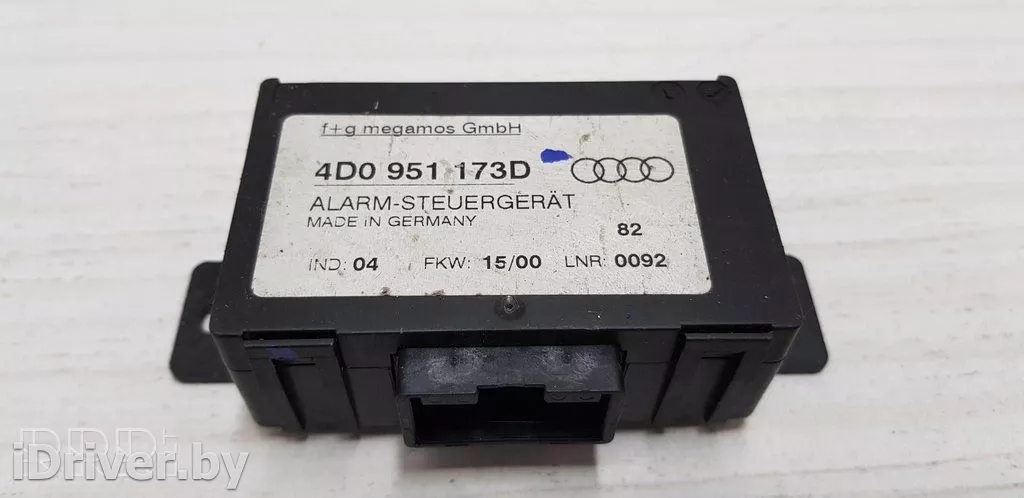 f+g megamos GmbH
4D0 951 173D
ALARM-STEUERGERÄT
MADE IN GERMANY
82
IND: 04 FKW: 15/00 LNR: 0092
iDriver.by